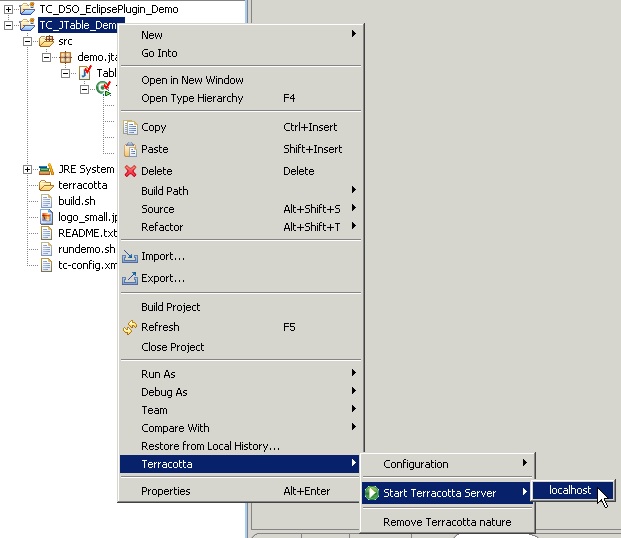 TC_DSO_EclipsePlugin_Demo
TC_JTable_Dem
src
demo.jta
Tabl
JRE System
terracotta
build.sh
logo_small.jp
README.txt
rundemo.sh
tc-config.xm
New
Go Into
Open in New Window
Open Type Hierarchy F4
Copy Ctrl+Insert
Paste Shift+Insert
Delete Delete
Build Path
Source Alt+Shift+S
Refactor Alt+Shift+T
Import...
Export...
Build Project
Refresh F5
Close Project
Run As
Debug As
Team
Compare With
Restore from Local History...
Terracotta
Properties Alt+Enter
Configuration
Start Terracotta Server
Remove Terracotta nature
localhost